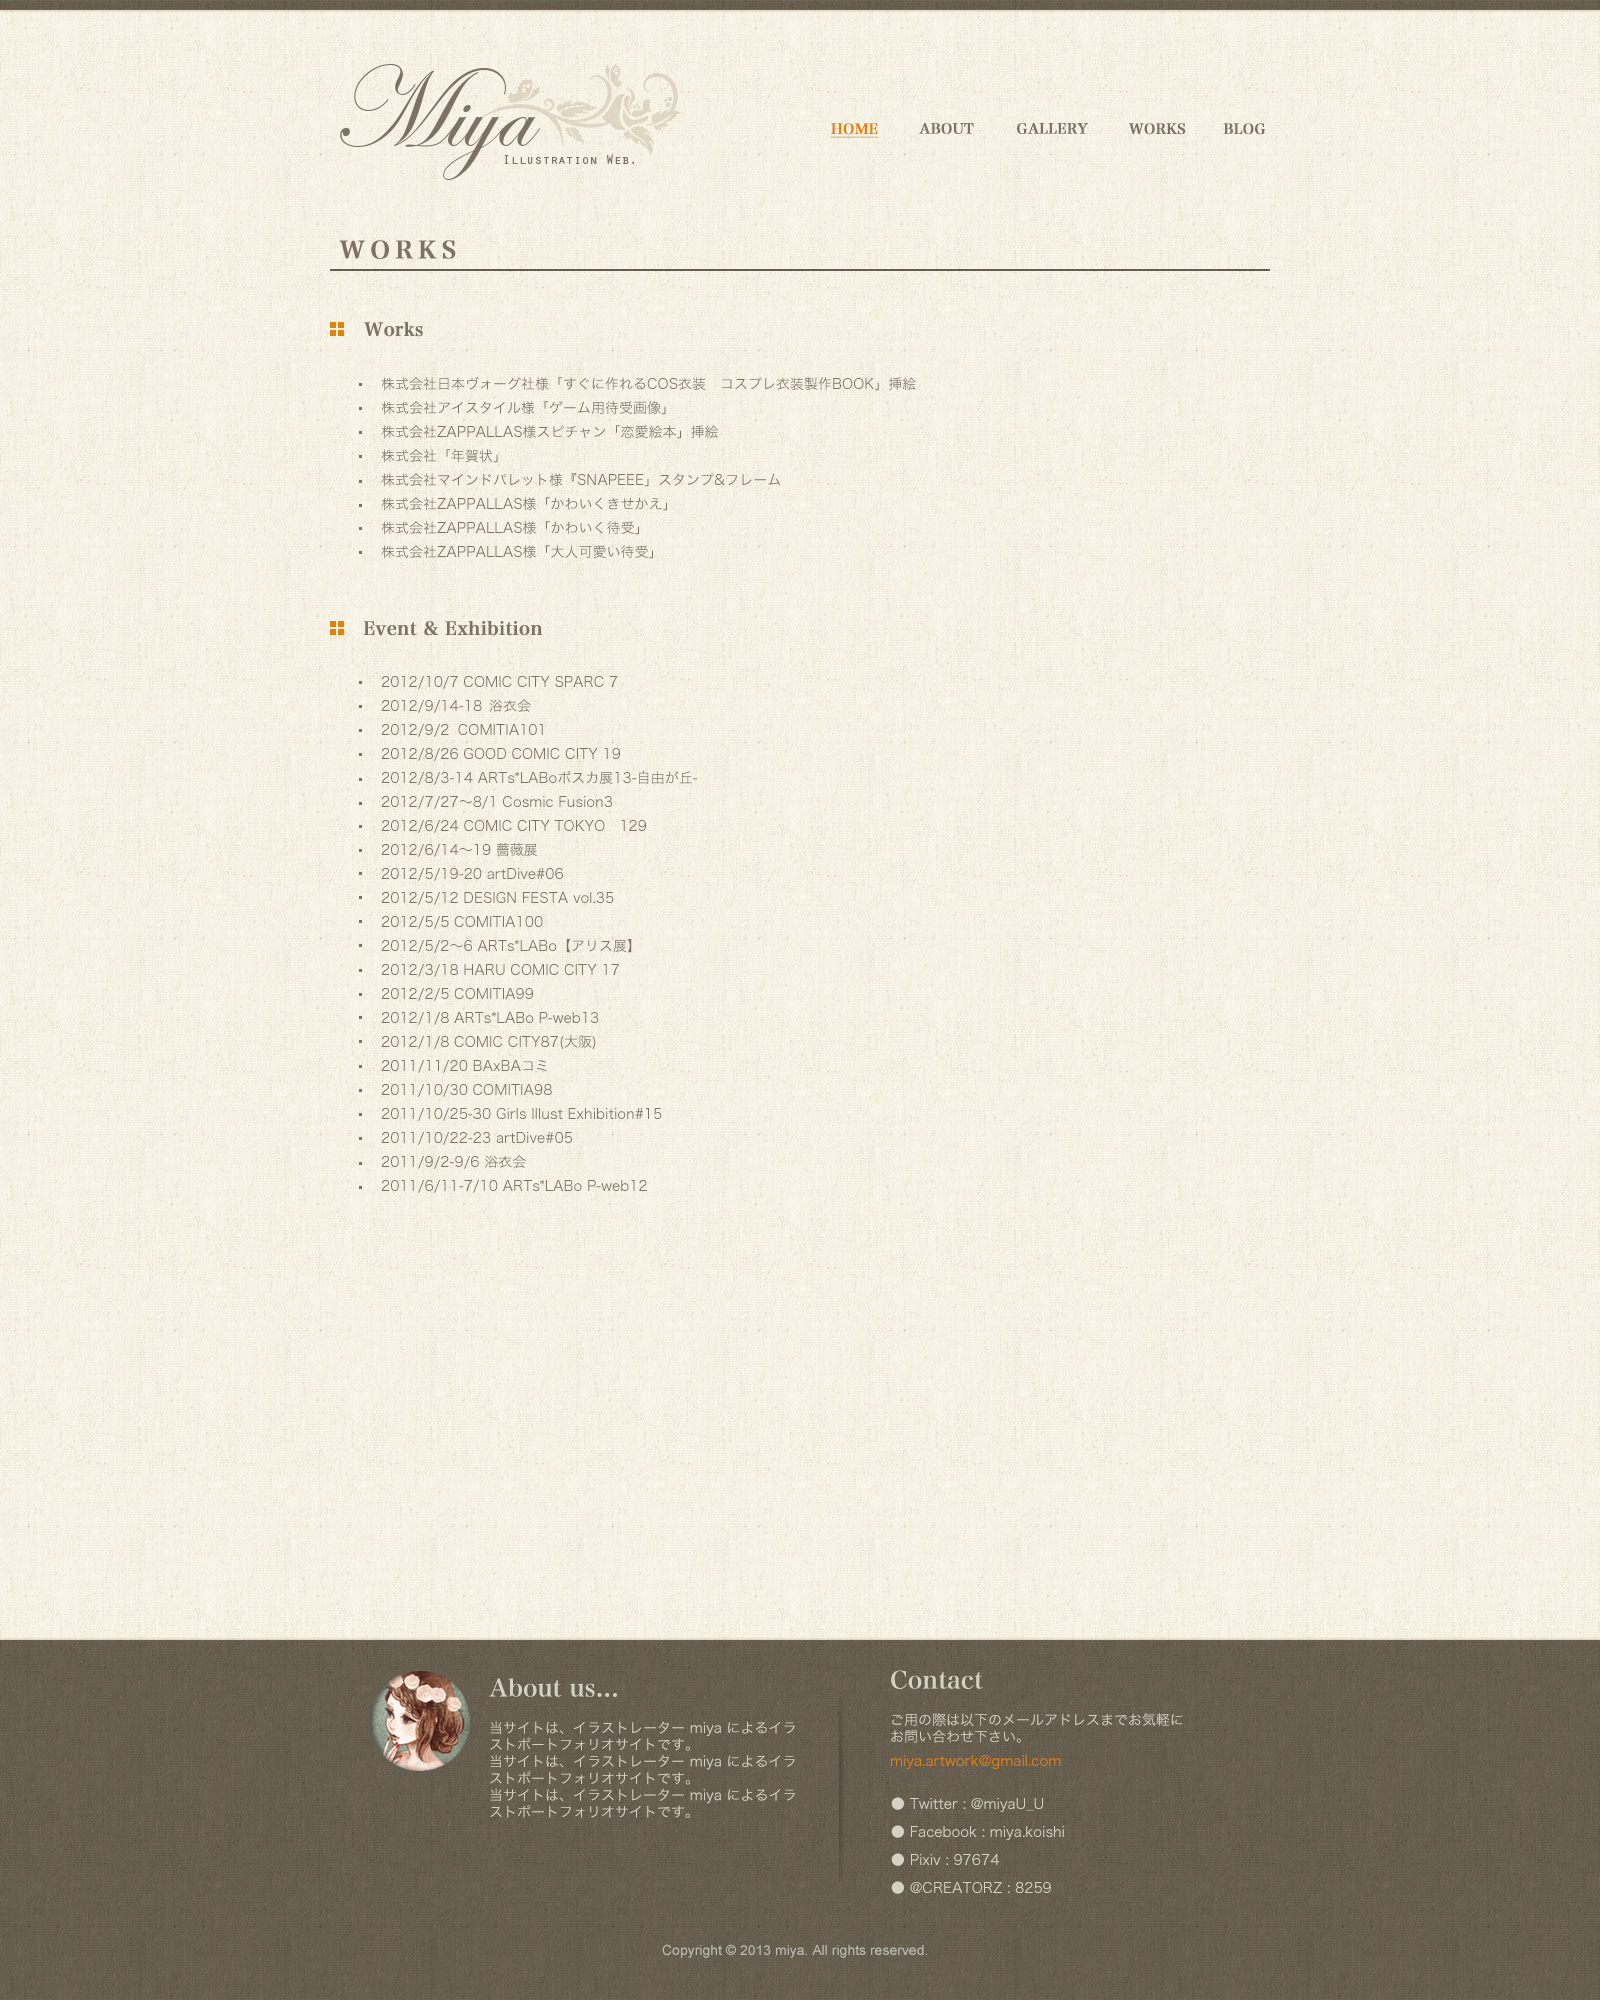 Miya
ILLUSTRATION WEB.
HOME ABOUT GALLERY WORKS BLOG
WORKS
Works
・ 株式会社日本ヴォーグ社様「すぐに作れるCOS衣装　コスプレ衣装製作BOOK」挿絵
・ 株式会社アイスタイル様「ゲーム用待受画像」
・ 株式会社ZAPPALLAS様スピチャン「恋愛絵本」挿絵
・ 株式会社「年賀状」
・ 株式会社マインドパレット様『SNAPEEE」スタンプ&フレーム
・ 株式会社ZAPPALLAS様「かわいくきせかえ」
・ 株式会社ZAPPALLAS様「かわいく待受」
・ 株式会社ZAPPALLAS様「大人可愛い待受」
Event & Exhibition
・ 2012/10/7 COMIC CITY SPARC 7
・ 2012/9/14-18 浴衣会
・ 2012/9/2 COMITIA101
・ 2012/8/26 GOOD COMIC CITY 19
・ 2012/8/3-14 ARTs*LABoポスカ展13-自由が丘-
・ 2012/7/27〜8/1 Cosmic Fusion3
・ 2012/6/24 COMIC CITY TOKYO　129
・ 2012/6/14〜19 薔薇展
・ 2012/5/19-20 artDive#06
・ 2012/5/12 DESIGN FESTA vol.35
・ 2012/5/5 COMITIA100
・ 2012/5/2〜6 ARTs*LABo【アリス展】
・ 2012/3/18 HARU COMIC CITY 17
・ 2012/2/5 COMITIA99
・ 2012/1/8 ARTs*LABo P-web13
・ 2012/1/8 COMIC CITY87(大阪)
・ 2011/11/20 BAxBAコミ
・ 2011/10/30 COMITIA98
・ 2011/10/25-30 Girls Illust Exhibition#15
・ 2011/10/22-23 artDive#05
・ 2011/9/2-9/6 浴衣会
・ 2011/6/11-7/10 ARTs*LABo P-web12
About us...
当サイトは、イラストレーター miya によるイラ
ストポートフォリオサイトです。
当サイトは、イラストレーター miya によるイラ
ストポートフォリオサイトです。
当サイトは、イラストレーター miya によるイラ
ストポートフォリオサイトです。
Contact
ご用の際は以下のメールアドレスまでお気軽に
お問い合わせ下さい。
miya.artwork@gmail.com
● Twitter : @miyaU_U
● Facebook : miya.koishi
● Pixiv : 97674
● @CREATORZ : 8259
Copyright © 2013 miya. All rights reserved.